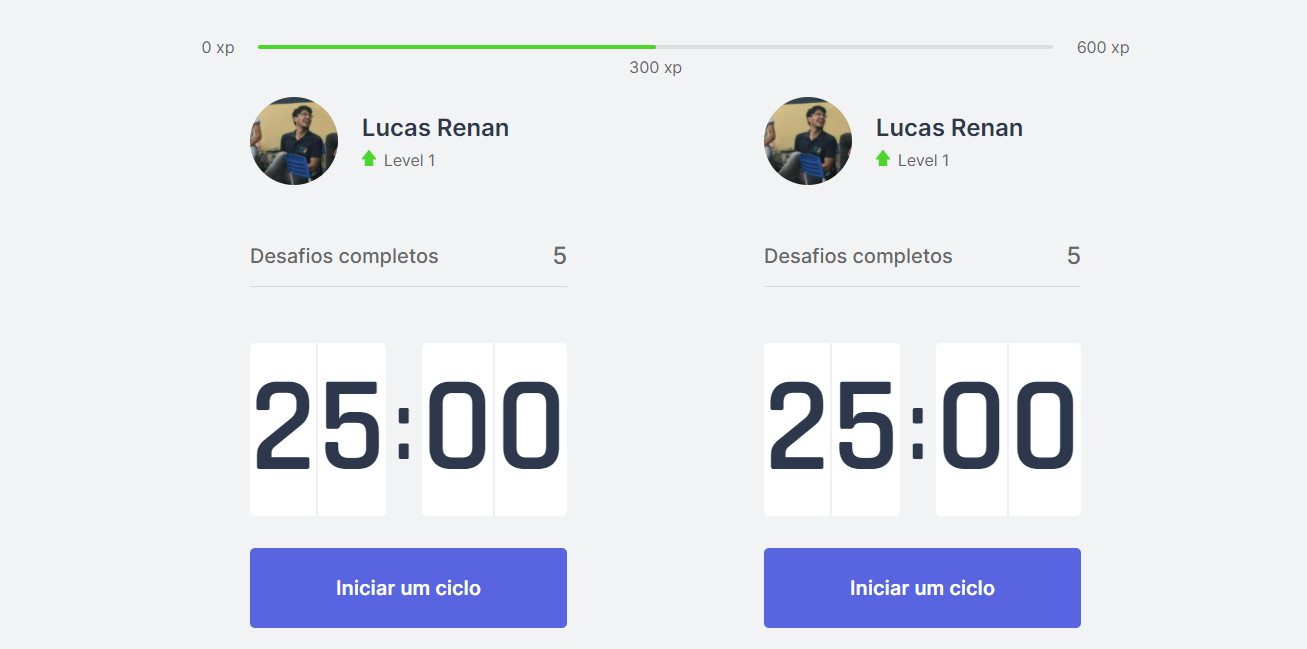 0 xp 600 xp
300 xp
Lucas Renan
Level 1
Desafios completos 5
25:00
Iniciar um ciclo
Lucas Renan
Level 1
Desafios completos 5
25:00
Iniciar um ciclo